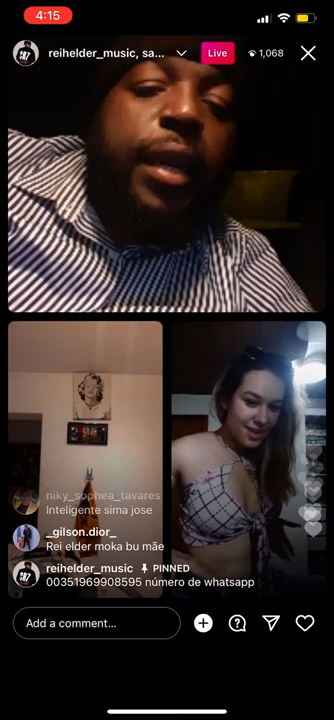 4:15
reihelder_music, sa...
Live
1,068
niky_sophea_tavares
Inteligente sima jose
_gilson.dior_
Rei elder moka bu mãe
reihelder_music PINNED
00351969908595 número de whatsapp
Add a comment...